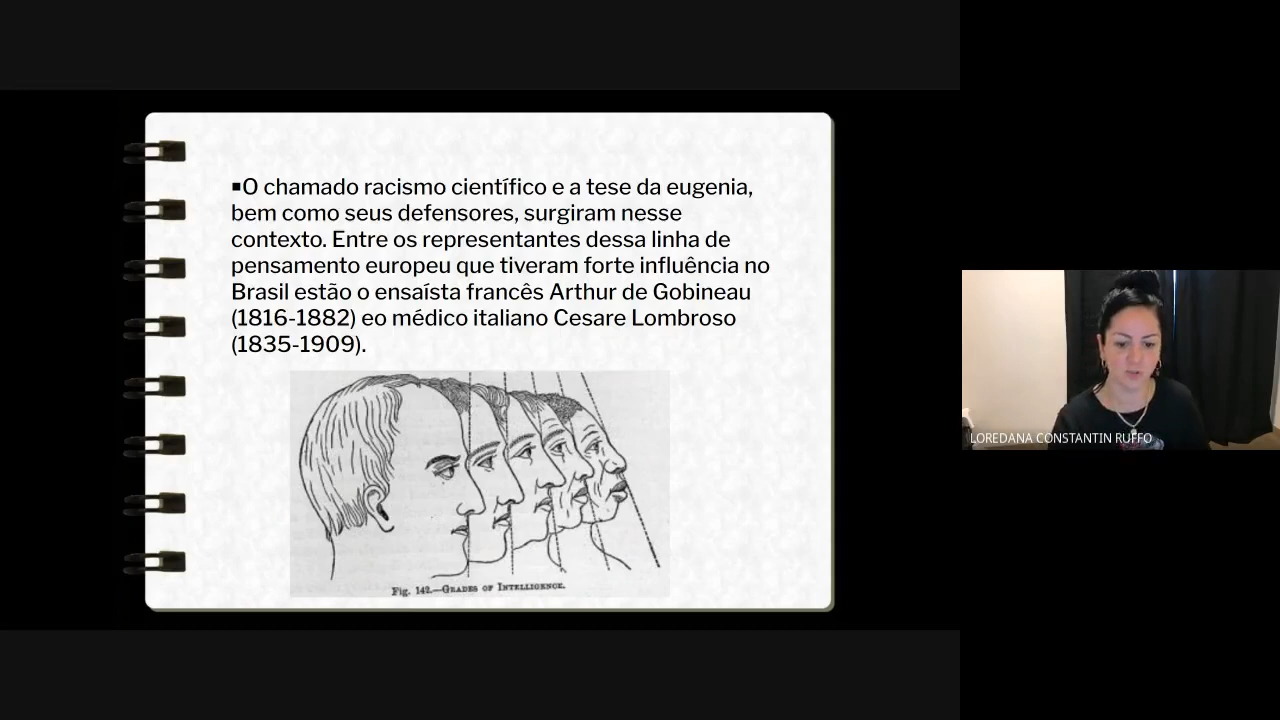 ▪O chamado racismo científico e a tese da eugenia,
bem como seus defensores, surgiram nesse
contexto. Entre os representantes dessa linha de
pensamento europeu que tiveram forte influência no
Brasil estão o ensaísta francês Arthur de Gobineau
(1816-1882) eo médico italiano Cesare Lombroso
(1835-1909).
Fig. 142.—Grades of Intelligence.
LOREDANA CONSTANTIN RUFFO